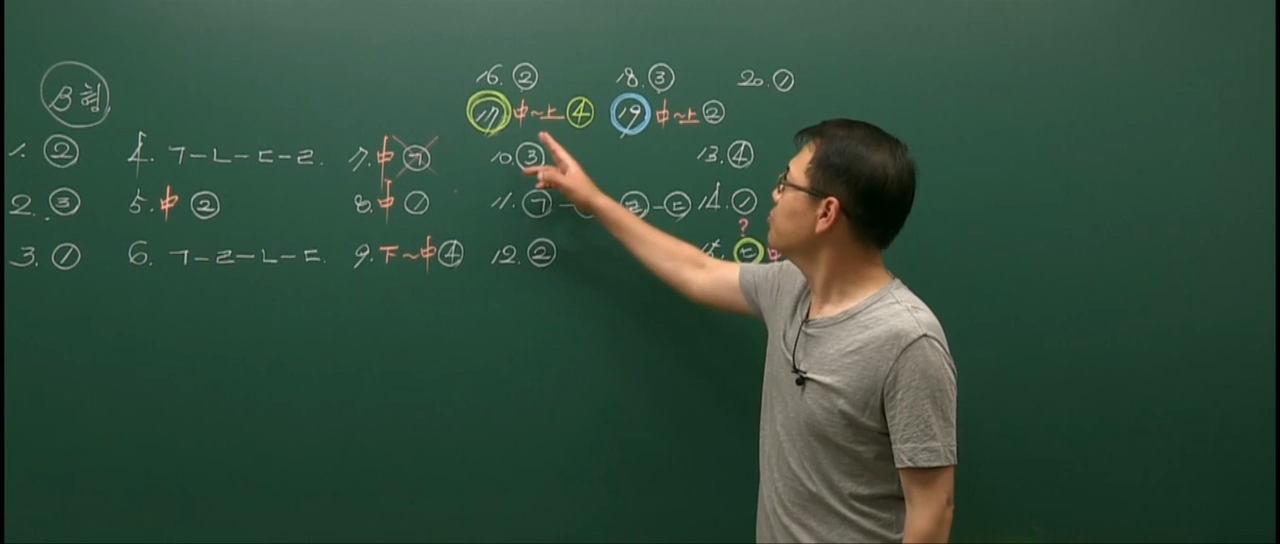 B형
16. ② 18. ③ 20. ①
17 中~上 ④ 19. 中~上 ②
1. ② 4. ㄱ-ㄴ-ㄷ-ㄹ. 7. 中 ㉠ 10. ③ 13. ④
2. ③ 5. 中 ② 8. 中 ① 11. ㉠- ㉣-㉢ 14. ①
?
3. ① 6. ㄱ-ㄹ-ㄴ-ㄷ. 9. 下~中 ④ 12. ② 15. ㉢